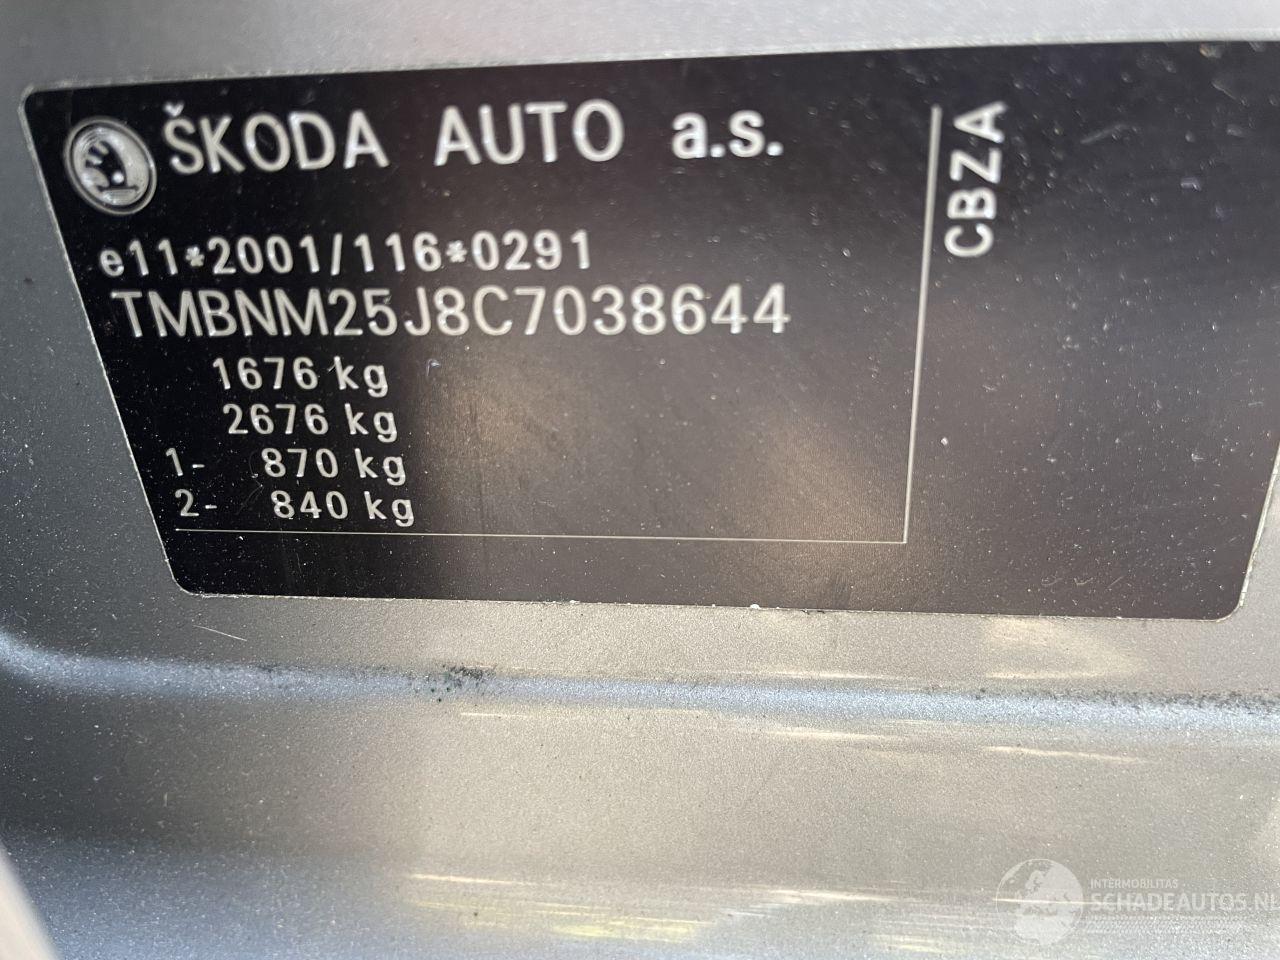 ŠKODA AUTO a.s.
e11*2001/116*0291
TMBNM25J8C7038644
1676 kg
2676 kg
1- 870 kg
2- 840 kg
CBZA
INTERMOBILITAS
SCHADEAUTOS.NL